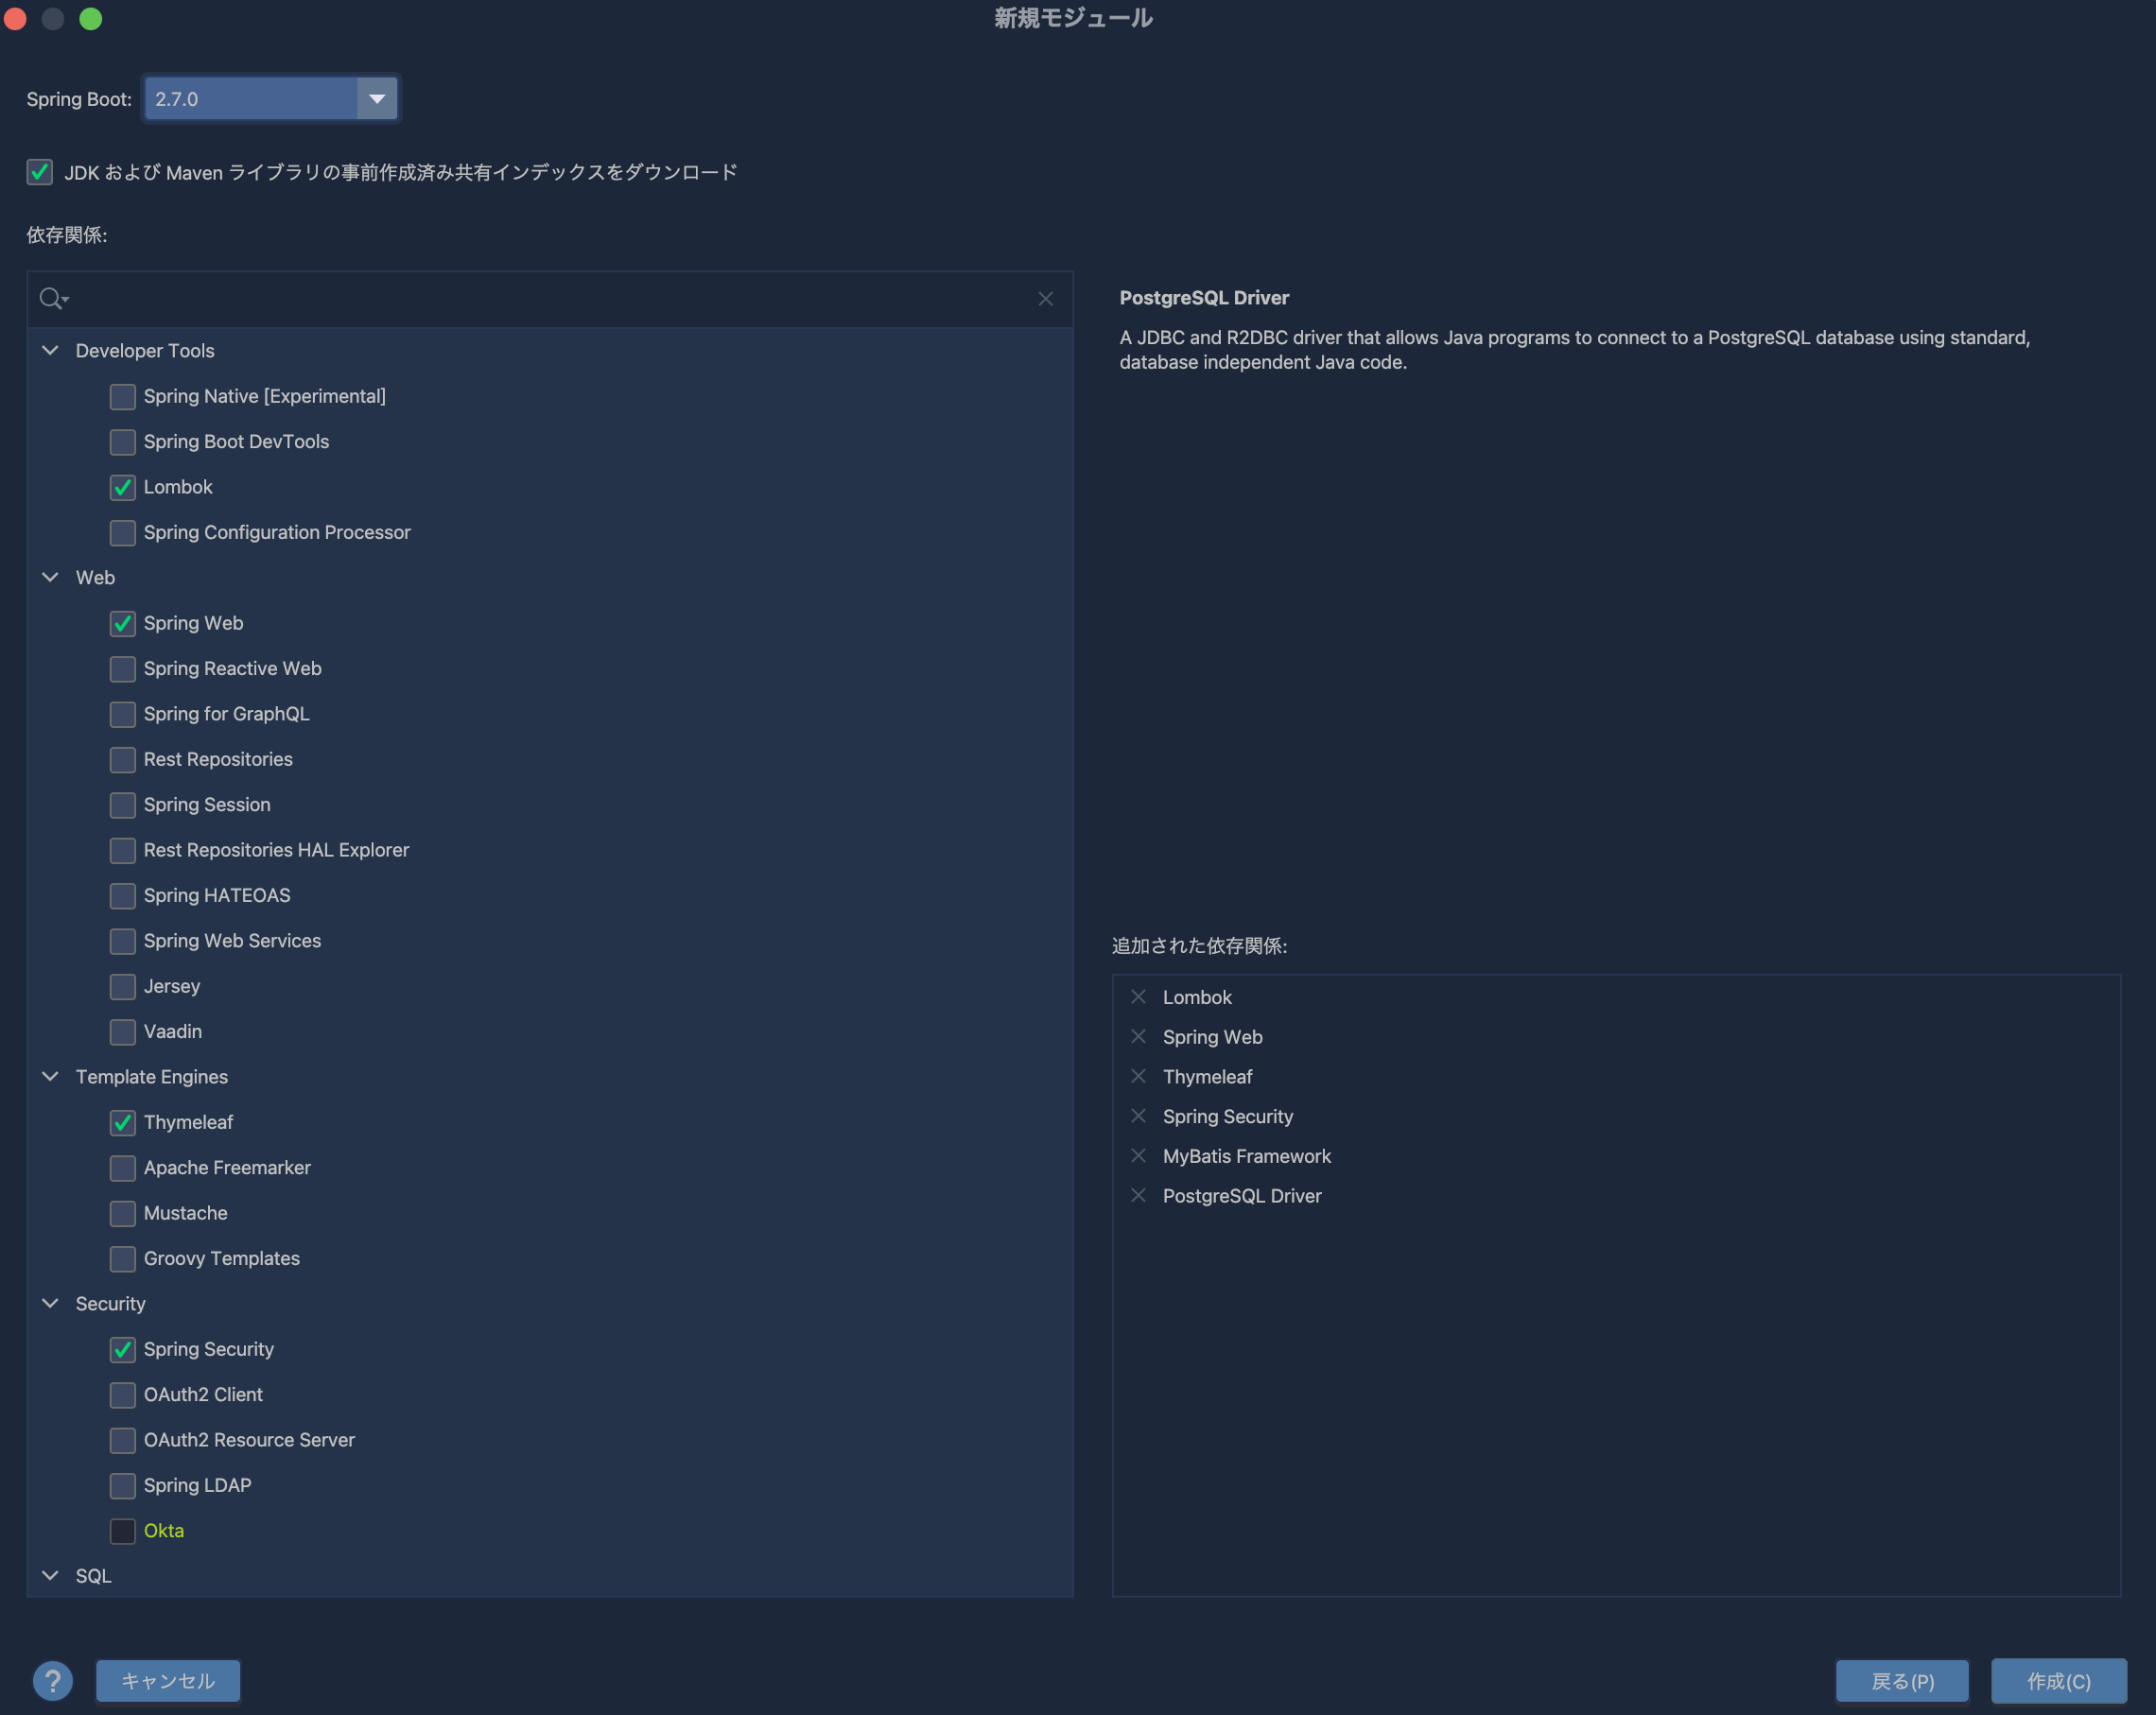 新規モジュール
Spring Boot: 2.7.0
JDK および Maven ライブラリの事前作成済み共有インデックスをダウンロード
依存関係:
Developer Tools
Spring Native [Experimental]
Spring Boot DevTools
Lombok
Spring Configuration Processor
Web
Spring Web
Spring Reactive Web
Spring for GraphQL
Rest Repositories
Spring Session
Rest Repositories HAL Explorer
Spring HATEOAS
Spring Web Services
Jersey
Vaadin
Template Engines
Thymeleaf
Apache Freemarker
Mustache
Groovy Templates
Security
Spring Security
OAuth2 Client
OAuth2 Resource Server
Spring LDAP
Okta
SQL
PostgreSQL Driver
A JDBC and R2DBC driver that allows Java programs to connect to a PostgreSQL database using standard,
database independent Java code.
追加された依存関係:
Lombok
Spring Web
Thymeleaf
Spring Security
MyBatis Framework
PostgreSQL Driver
?
キャンセル
戻る(P)
作成(C)